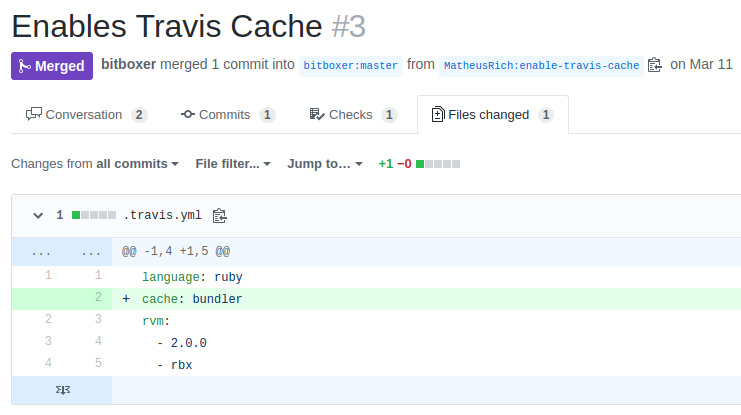 Enables Travis Cache #3
Merged bitboxer merged 1 commit into bitboxer:master from MatheusRich:enable-travis-cache on Mar 11
Conversation 2 Commits 1 Checks 1 Files changed 1
Changes from all commits File filter... Jump to... +1 −0
1 .travis.yml
... ... @@ -1,4 +1,5 @@
1 1 language: ruby
2 + cache: bundler
2 3 rvm:
3 4 - 2.0.0
4 5 - rbx